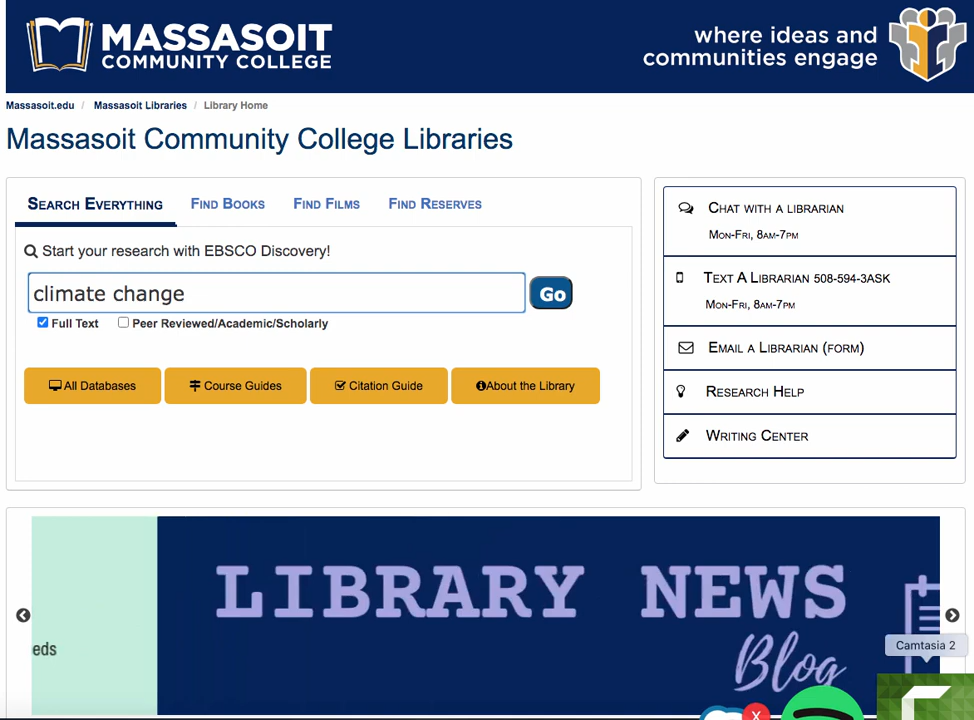 MASSASOIT
COMMUNITY COLLEGE
where ideas and
communities engage
Massasoit.edu / Massasoit Libraries / Library Home
Massasoit Community College Libraries
SEARCH EVERYTHING FIND BOOKS FIND FILMS FIND RESERVES
Start your research with EBSCO Discovery!
climate change Go
Full Text Peer Reviewed/Academic/Scholarly
All Databases Course Guides Citation Guide About the Library
CHAT WITH A LIBRARIAN
MON-FRI, 8AM-7PM
TEXT A LIBRARIAN 508-594-3ASK
MON-FRI, 8AM-7PM
EMAIL A LIBRARIAN (FORM)
RESEARCH HELP
WRITING CENTER
LIBRARY NEWS
Blog
eds
Camtasia 2
X